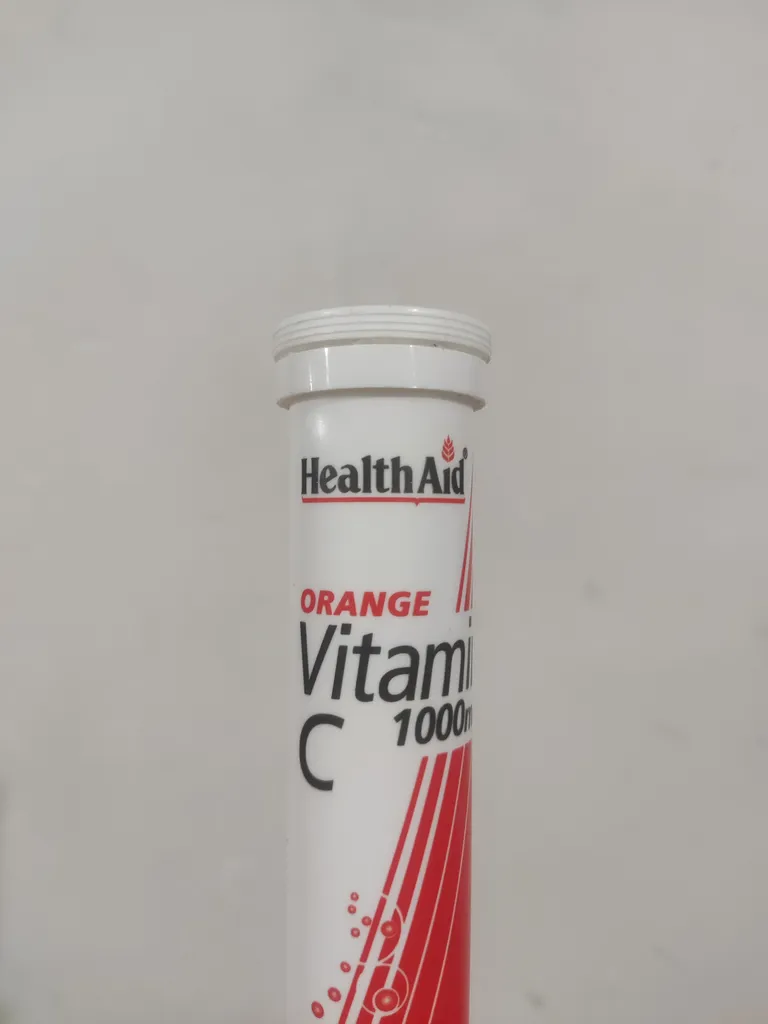 HealthAid®
ORANGE
Vitami
C 1000m